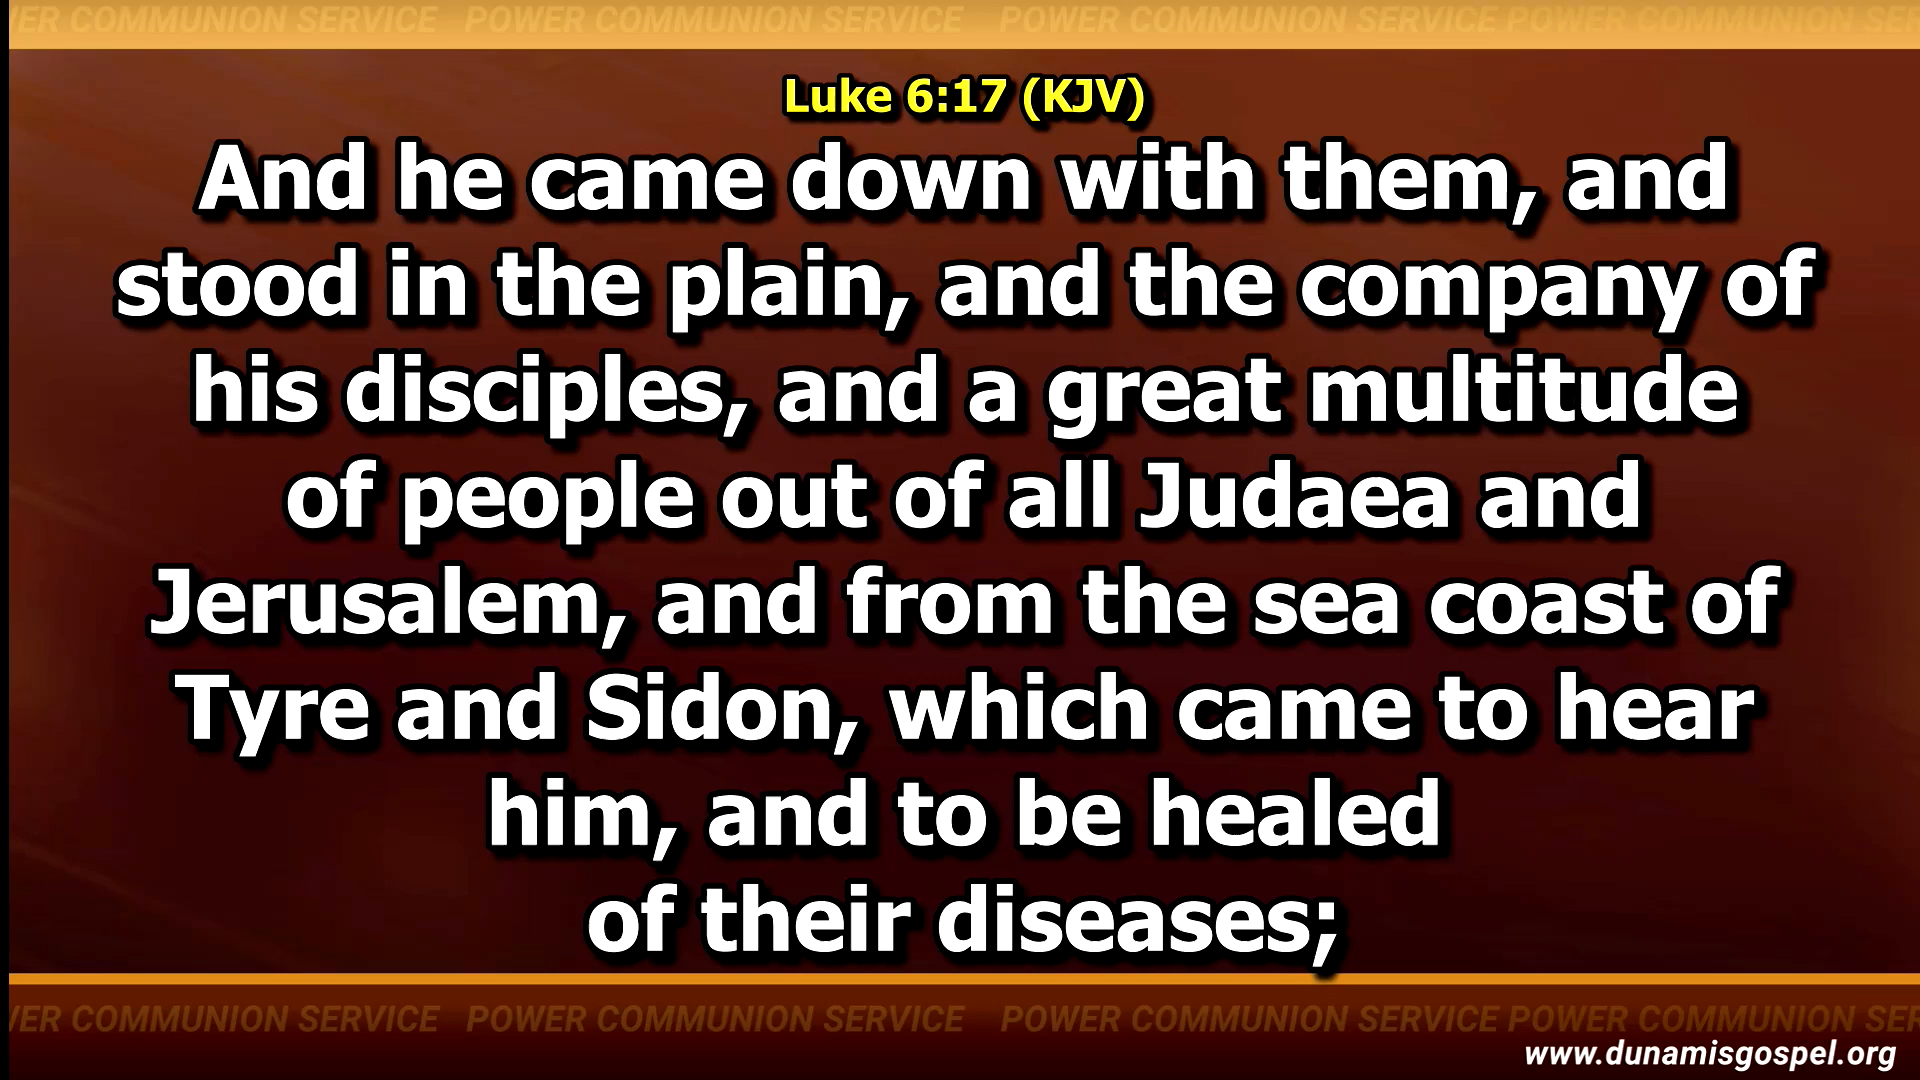 ER COMMUNION SERVICE POWER COMMUNION SERVICE POWER COMMUNION SERVICE POWER COMMUNION SER
Luke 6:17 (KJV)
And he came down with them, and
stood in the plain, and the company of
his disciples, and a great multitude
of people out of all Judaea and
Jerusalem, and from the sea coast of
Tyre and Sidon, which came to hear
him, and to be healed
of their diseases;
ER COMMUNION SERVICE POWER COMMUNION SERVICE POWER COMMUNION SERVICE POWER COMMUNION SER
www.dunamisgospel.org